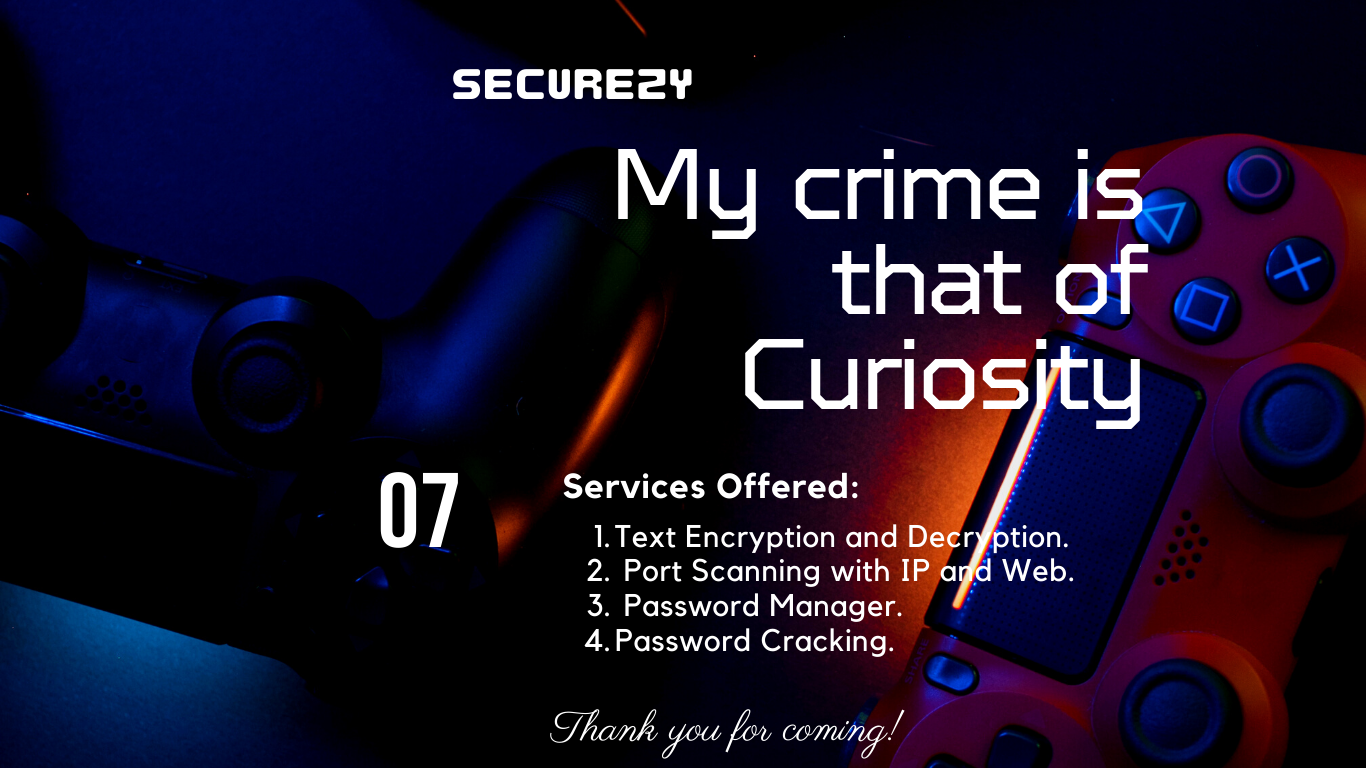 SECUREZY
My crime is
that of
Curiosity
07
Services Offered:
1. Text Encryption and Decryption.
2. Port Scanning with IP and Web.
3. Password Manager.
4. Password Cracking.
Thank you for coming!